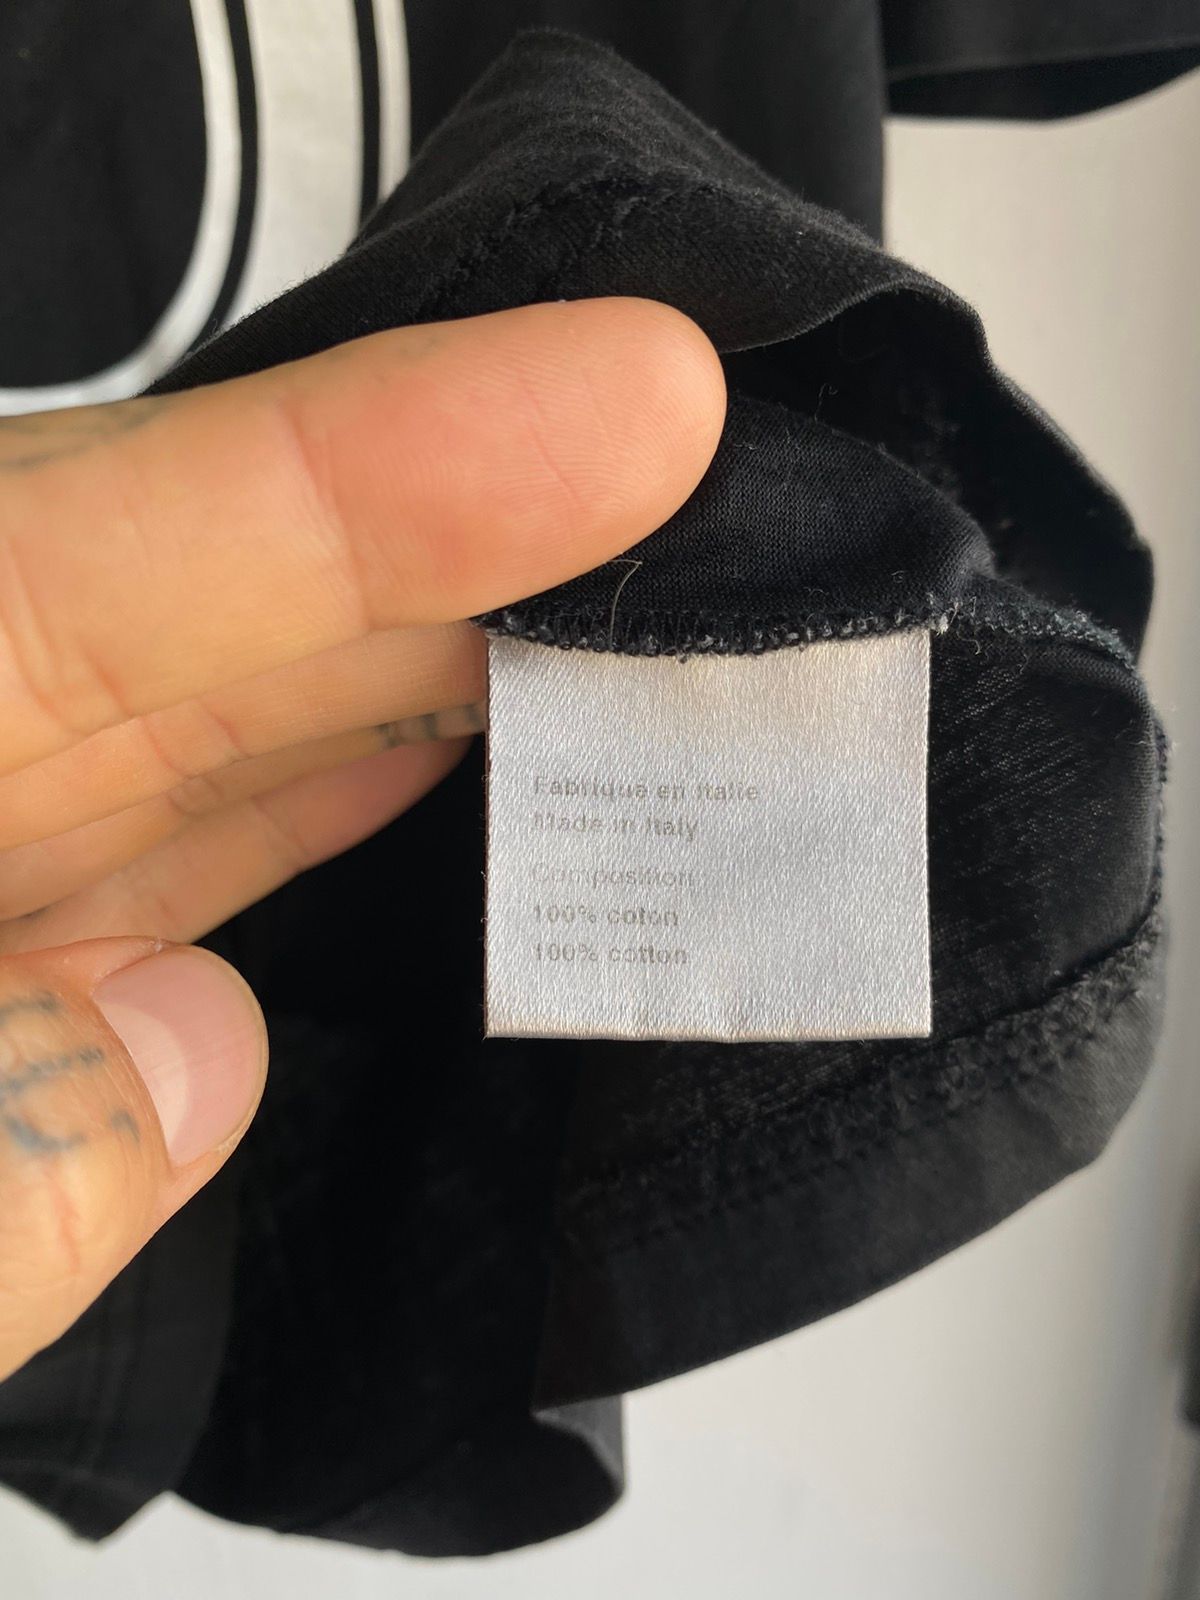 Fabriqué en Italie
Made in Italy
Composition
100% coton
100% cotton